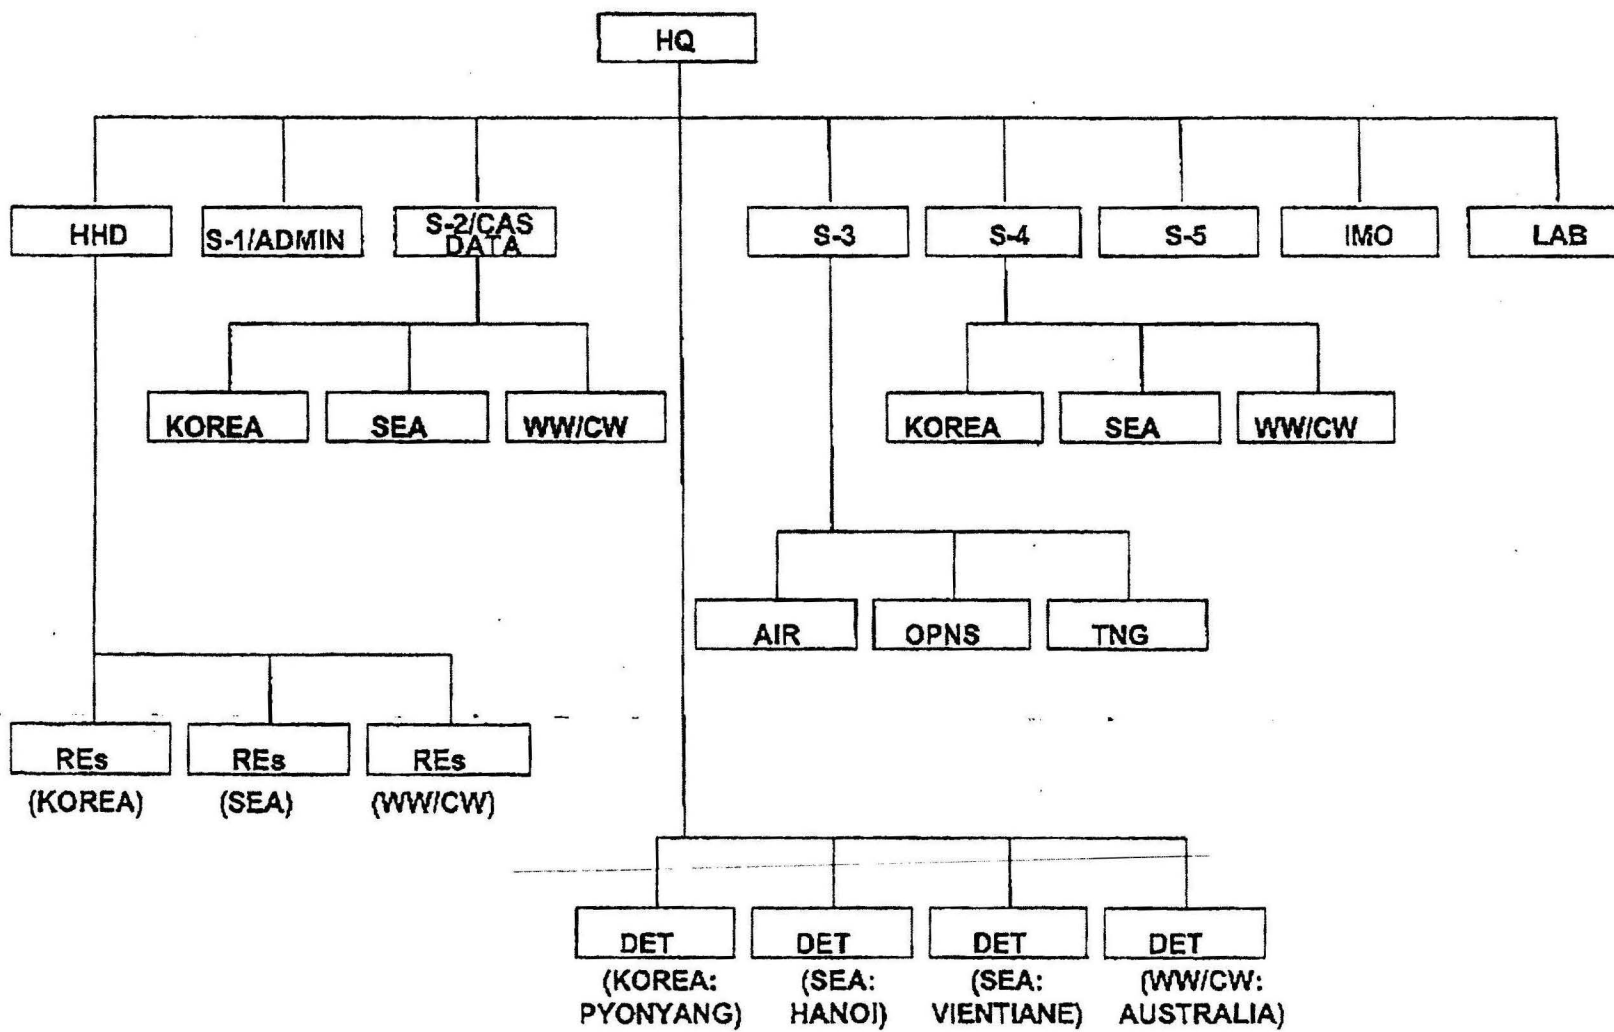 HQ
HHD
S-1/ADMIN
S-2/CAS
DATA
S-3
S-4
S-5
IMO
LAB
KOREA
SEA
WW/CW
KOREA
SEA
WW/CW
AIR
OPNS
TNG
REs
(KOREA)
REs
(SEA)
REs
(WW/CW)
DET
(KOREA:
PYONYANG)
DET
(SEA:
HANOI)
DET
(SEA:
VIENTIANE)
DET
(WW/CW:
AUSTRALIA)